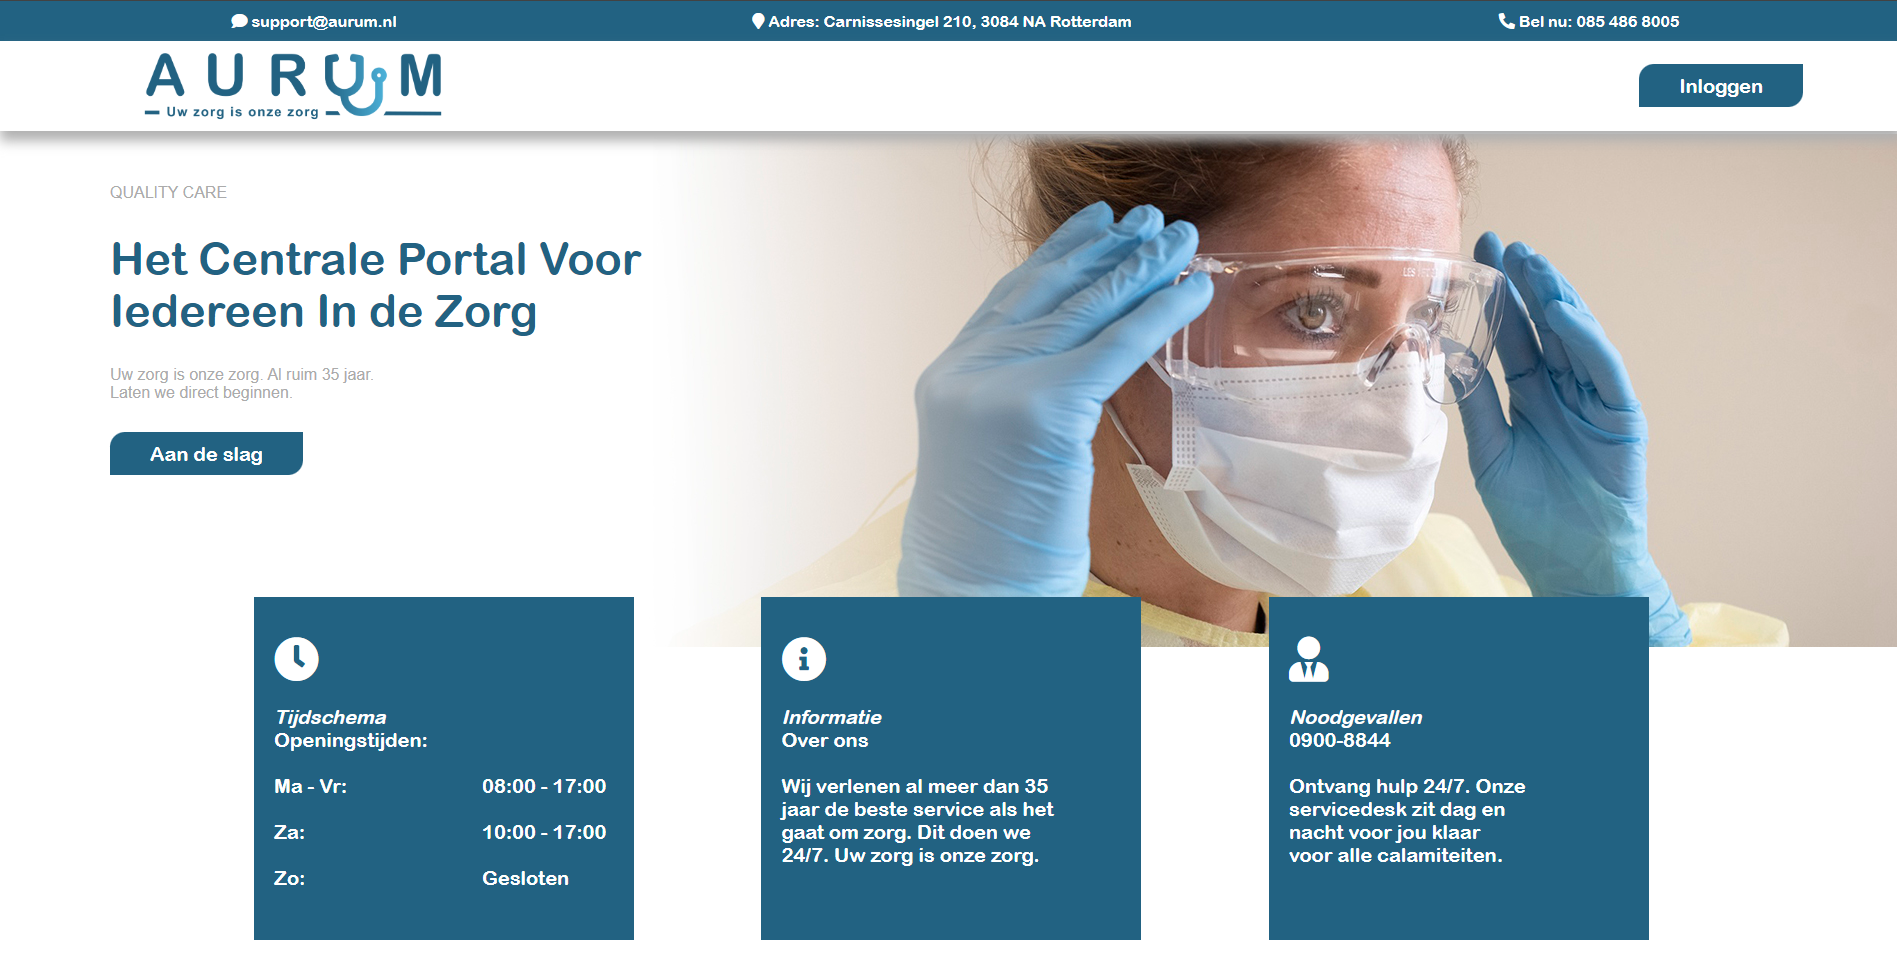 support@aurum.nl
Adres: Carnissesingel 210, 3084 NA Rotterdam
Bel nu: 085 486 8005
AURUM
Uw zorg is onze zorg
Inloggen
QUALITY CARE
Het Centrale Portal Voor
Iedereen In de Zorg
Uw zorg is onze zorg. Al ruim 35 jaar.
Laten we direct beginnen.
Aan de slag
Tijdschema
Openingstijden:
Ma - Vr: 08:00 - 17:00
Za: 10:00 - 17:00
Zo: Gesloten
Informatie
Over ons
Wij verlenen al meer dan 35
jaar de beste service als het
gaat om zorg. Dit doen we
24/7. Uw zorg is onze zorg.
Noodgevallen
0900-8844
Ontvang hulp 24/7. Onze
servicedesk zit dag en
nacht voor jou klaar
voor alle calamiteiten.